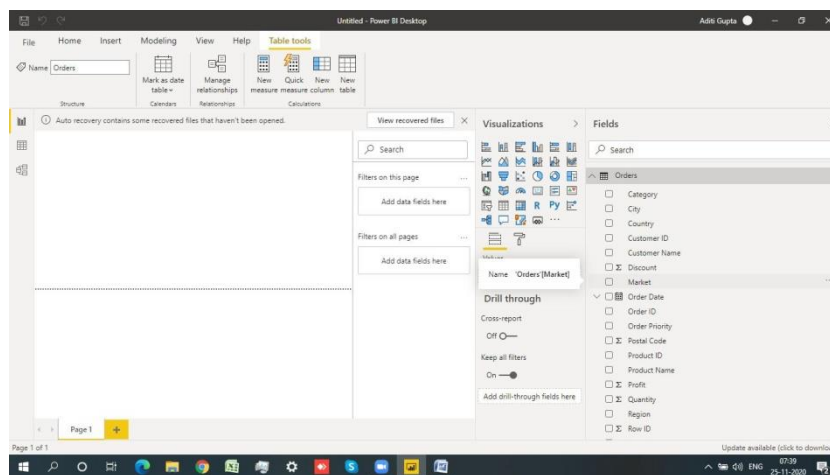 Untitled - Power BI Desktop
Aditi Gupta
File Home Insert Modeling View Help Table tools
Name Orders
Mark as date table
Manage relationships
New measure
Quick measure
New column
New table
Structure
Calendars
Relationships
Calculations
Auto recovery contains some recovered files that haven't been opened.
View recovered files
Search
Filters on this page
Add data fields here
Filters on all pages
Add data fields here
Visualizations
R Py
Values
Name 'Orders'[Market]
Drill through
Cross-report
Off
Keep all filters
On
Add drill-through fields here
Fields
Search
Orders
Category
City
Country
Customer ID
Customer Name
Σ Discount
Market
Order Date
Order ID
Order Priority
Σ Postal Code
Product ID
Product Name
Σ Profit
Σ Quantity
Region
Σ Row ID
Page 1
Page 1 of 1
Update available (click to downlo
ENG
07:39
25-11-2020